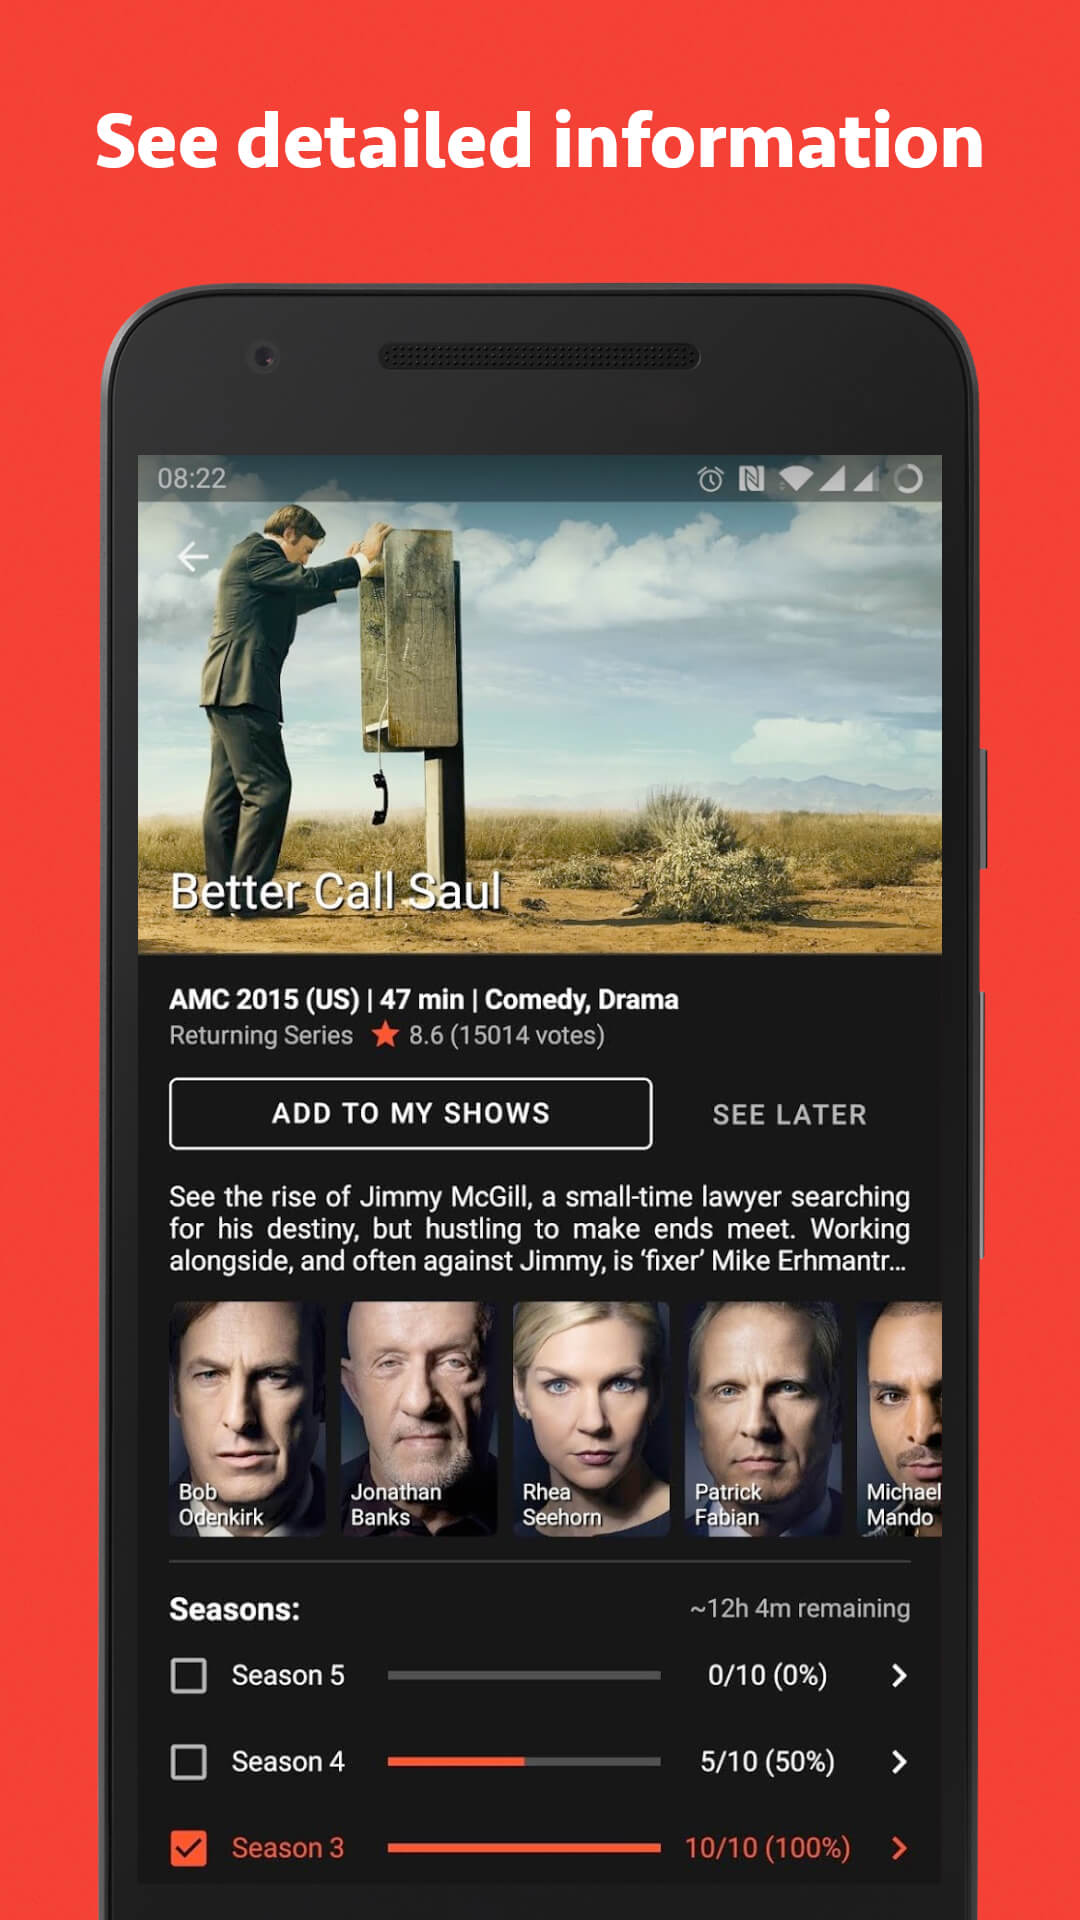 See detailed information
08:22
Better Call Saul
AMC 2015 (US) | 47 min | Comedy, Drama
Returning Series 8.6 (15014 votes)
ADD TO MY SHOWS
SEE LATER
See the rise of Jimmy McGill, a small-time lawyer searching
for his destiny, but hustling to make ends meet. Working
alongside, and often against Jimmy, is ‘fixer’ Mike Erhmantr...
Bob
Odenkirk
Jonathan
Banks
Rhea
Seehorn
Patrick
Fabian
Michael
Mando
Seasons:
~12h 4m remaining
Season 5 0/10 (0%)
Season 4 5/10 (50%)
Season 3 10/10 (100%)